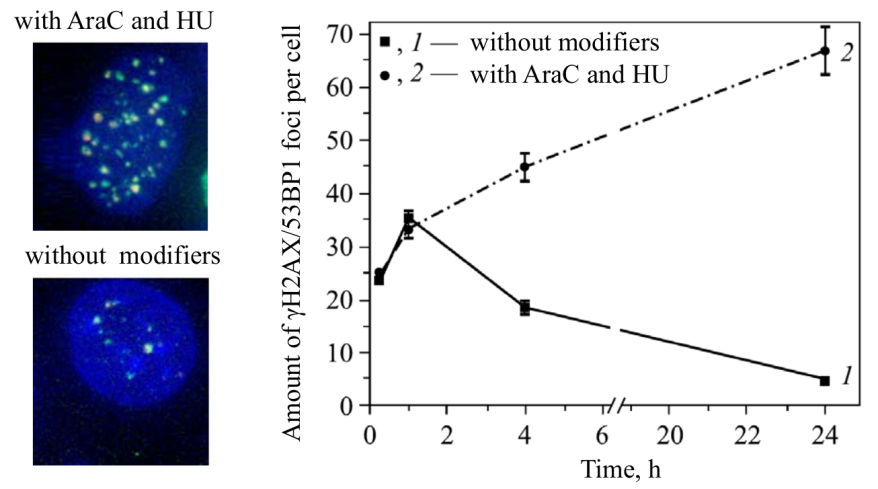 with AraC and HU
without modifiers
Amount of γH2AX/53BP1 foci per cell
70
60
50
40
30
20
10
0
■ , 1 — without modifiers
● , 2 — with AraC and HU
2
1
0 2 4 6 20 22 24
Time, h